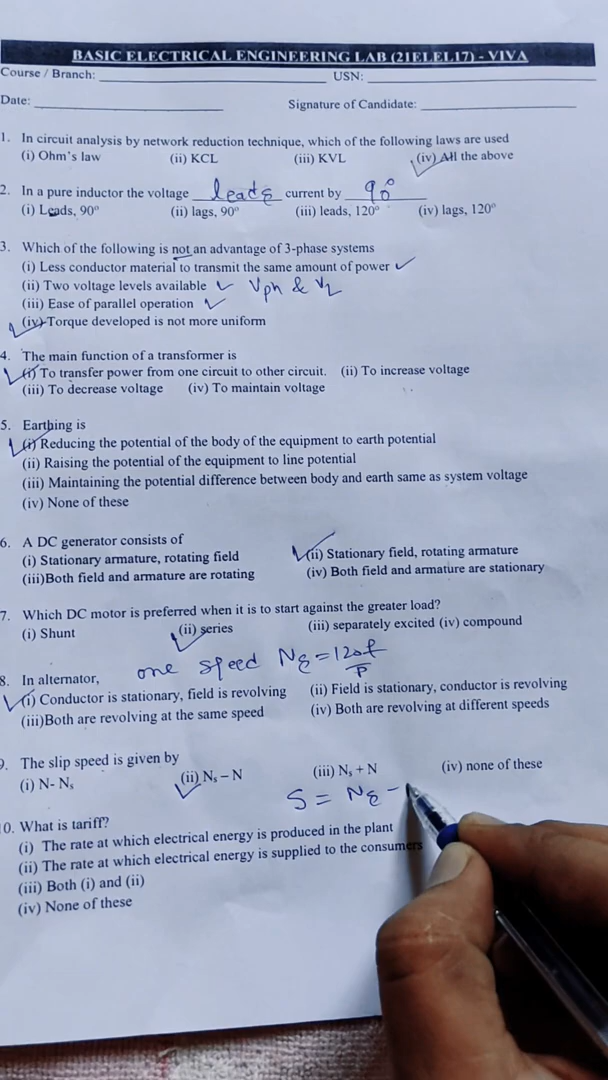 BASIC ELECTRICAL ENGINEERING LAB (21ELEL17) - VIVA
Course / Branch: USN:
Date: Signature of Candidate:
1. In circuit analysis by network reduction technique, which of the following laws are used
(i) Ohm's law (ii) KCL (iii) KVL (iv) All the above
2. In a pure inductor the voltage leads current by 90°
(i) Leads, 90° (ii) lags, 90° (iii) leads, 120° (iv) lags, 120°
3. Which of the following is not an advantage of 3-phase systems
(i) Less conductor material to transmit the same amount of power
(ii) Two voltage levels available Vph & VL
(iii) Ease of parallel operation
(iv) Torque developed is not more uniform
4. The main function of a transformer is
(i) To transfer power from one circuit to other circuit. (ii) To increase voltage
(iii) To decrease voltage (iv) To maintain voltage
5. Earthing is
(i) Reducing the potential of the body of the equipment to earth potential
(ii) Raising the potential of the equipment to line potential
(iii) Maintaining the potential difference between body and earth same as system voltage
(iv) None of these
6. A DC generator consists of
(i) Stationary armature, rotating field (ii) Stationary field, rotating armature
(iii)Both field and armature are rotating (iv) Both field and armature are stationary
7. Which DC motor is preferred when it is to start against the greater load?
(i) Shunt (ii) series (iii) separately excited (iv) compound
one speed Ns = 120f/P
8. In alternator,
(i) Conductor is stationary, field is revolving (ii) Field is stationary, conductor is revolving
(iii)Both are revolving at the same speed (iv) Both are revolving at different speeds
9. The slip speed is given by
(i) N- Ns (ii) Ns – N (iii) Ns + N (iv) none of these
S = Ns -
10. What is tariff?
(i) The rate at which electrical energy is produced in the plant
(ii) The rate at which electrical energy is supplied to the consumers
(iii) Both (i) and (ii)
(iv) None of these